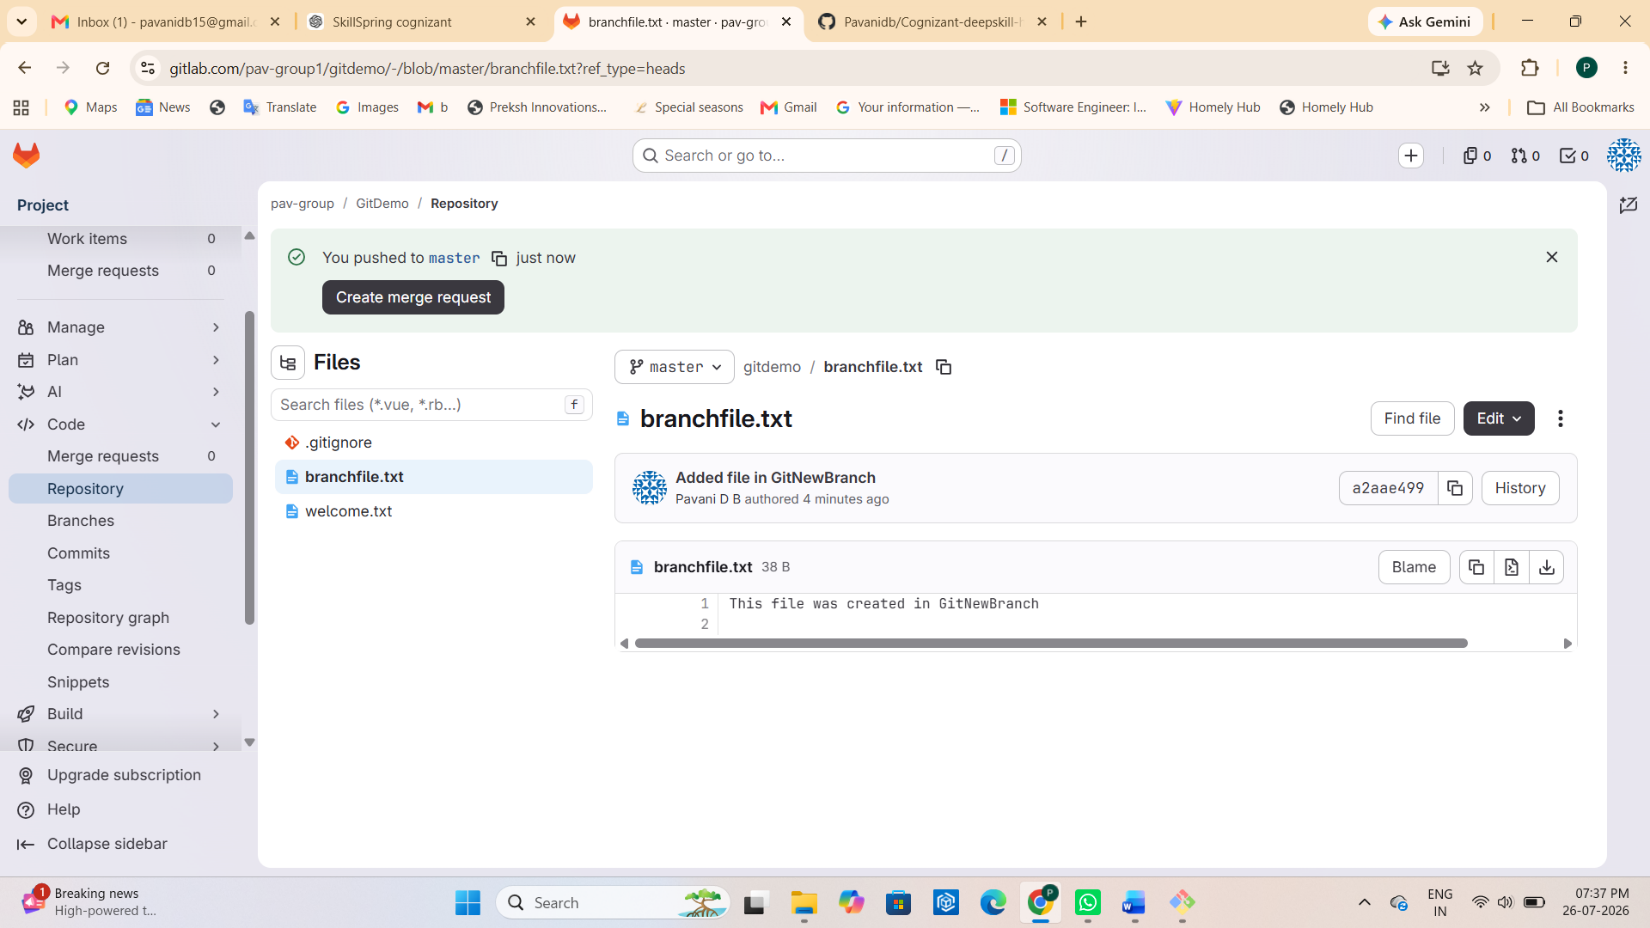 Inbox (1) - pavanidb15@gmail.c
SkillSpring cognizant
branchfile.txt · master · pav-gro
Pavanidb/Cognizant-deepskill-
Ask Gemini
gitlab.com/pav-group1/gitdemo/-/blob/master/branchfile.txt?ref_type=heads
P
Maps
News
Translate
Images
b
Preksh Innovations...
Special seasons
Gmail
Your information —...
Software Engineer: I...
Homely Hub
Homely Hub
»
All Bookmarks
Search or go to...
/
0
0
0
Project
Work items 0
Merge requests 0
Manage
Plan
AI
Code
Merge requests 0
Repository
Branches
Commits
Tags
Repository graph
Compare revisions
Snippets
Build
Secure
Upgrade subscription
Help
Collapse sidebar
pav-group / GitDemo / Repository
You pushed to master just now
Create merge request
Files
Search files (*.vue, *.rb...)
f
.gitignore
branchfile.txt
welcome.txt
master
gitdemo / branchfile.txt
branchfile.txt
Find file
Edit
Added file in GitNewBranch
Pavani D B authored 4 minutes ago
a2aae499
History
branchfile.txt 38 B
Blame
1 This file was created in GitNewBranch
2
1
Breaking news
High-powered t...
Search
P
ENG
IN
07:37 PM
26-07-2026